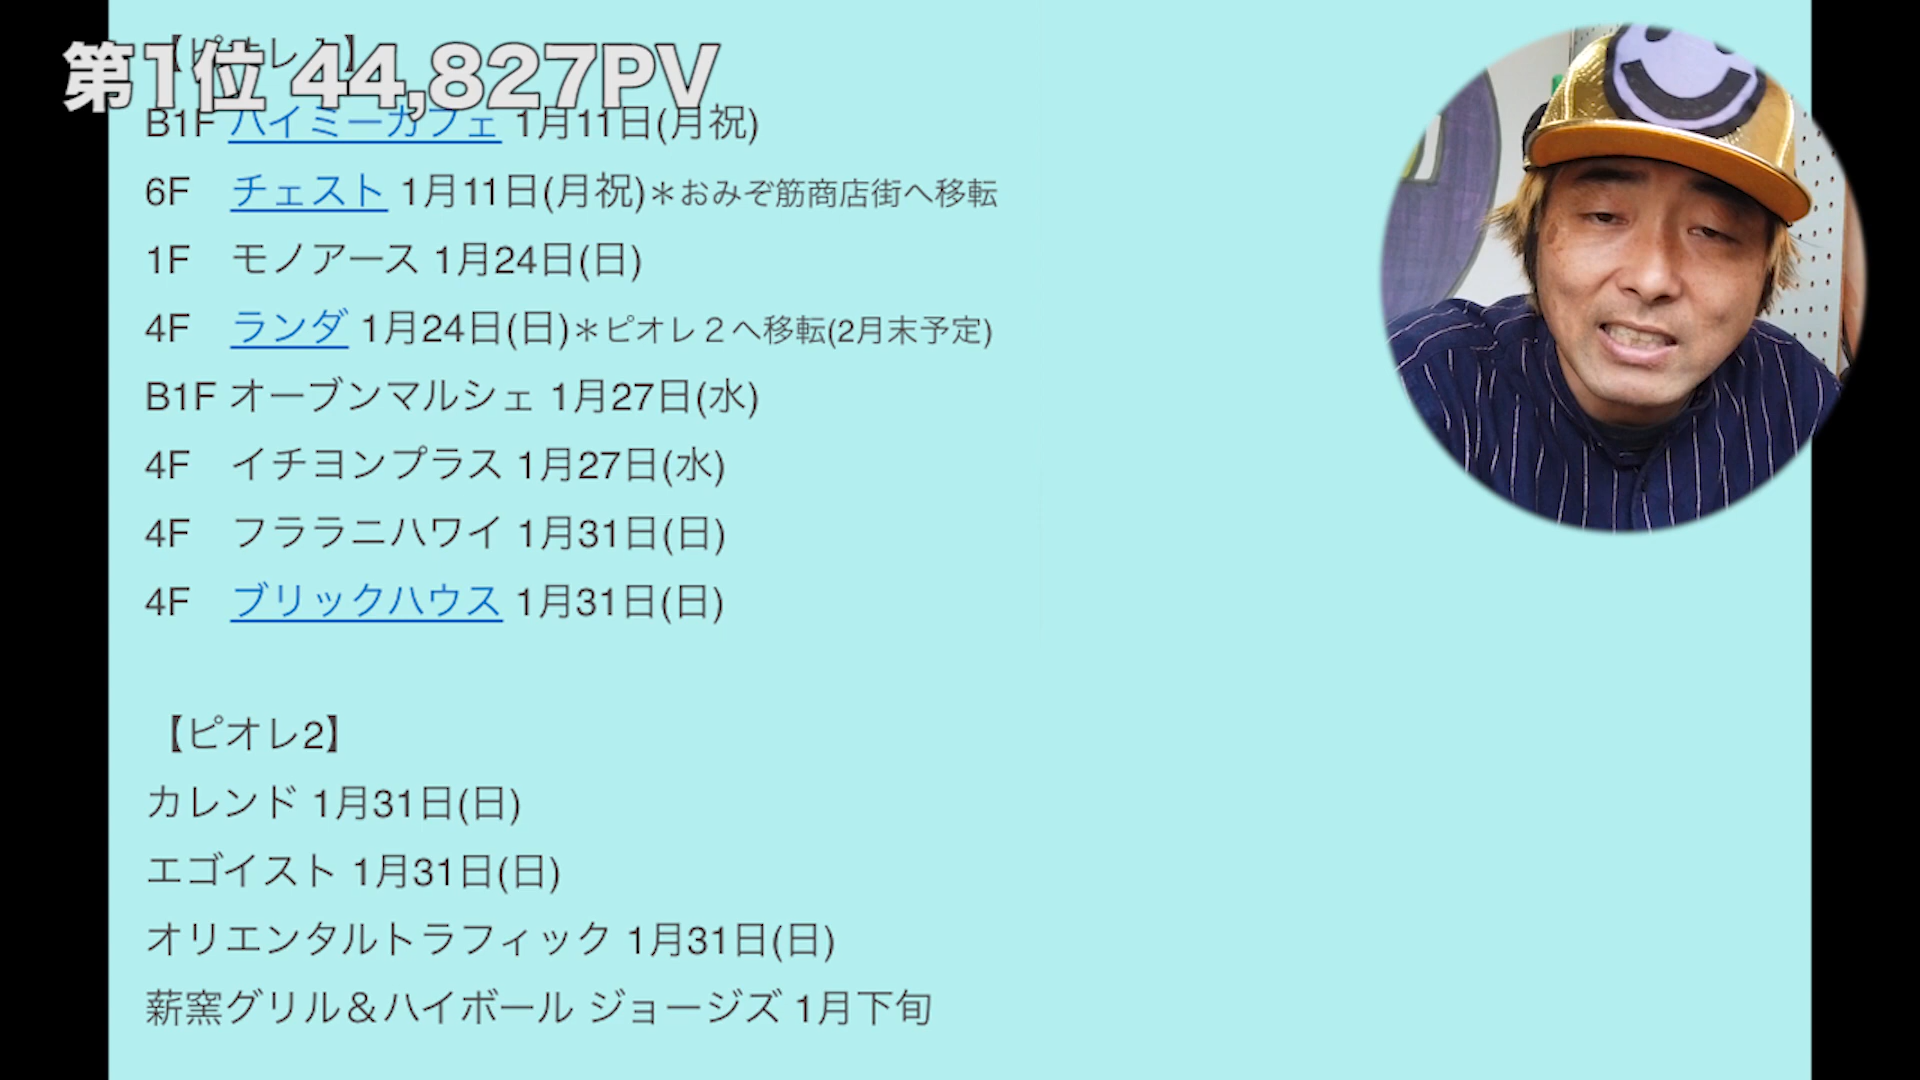 第1位 44,827PV
【ピオレ1】
B1F ハイミーカフェ 1月11日(月祝)
6F チェスト 1月11日(月祝)＊おみぞ筋商店街へ移転
1F モノアース 1月24日(日)
4F ランダ 1月24日(日)＊ピオレ２へ移転(2月末予定)
B1F オーブンマルシェ 1月27日(水)
4F イチヨンプラス 1月27日(水)
4F フララニハワイ 1月31日(日)
4F ブリックハウス 1月31日(日)
【ピオレ2】
カレンド 1月31日(日)
エゴイスト 1月31日(日)
オリエンタルトラフィック 1月31日(日)
薪窯グリル＆ハイボール ジョージズ 1月下旬